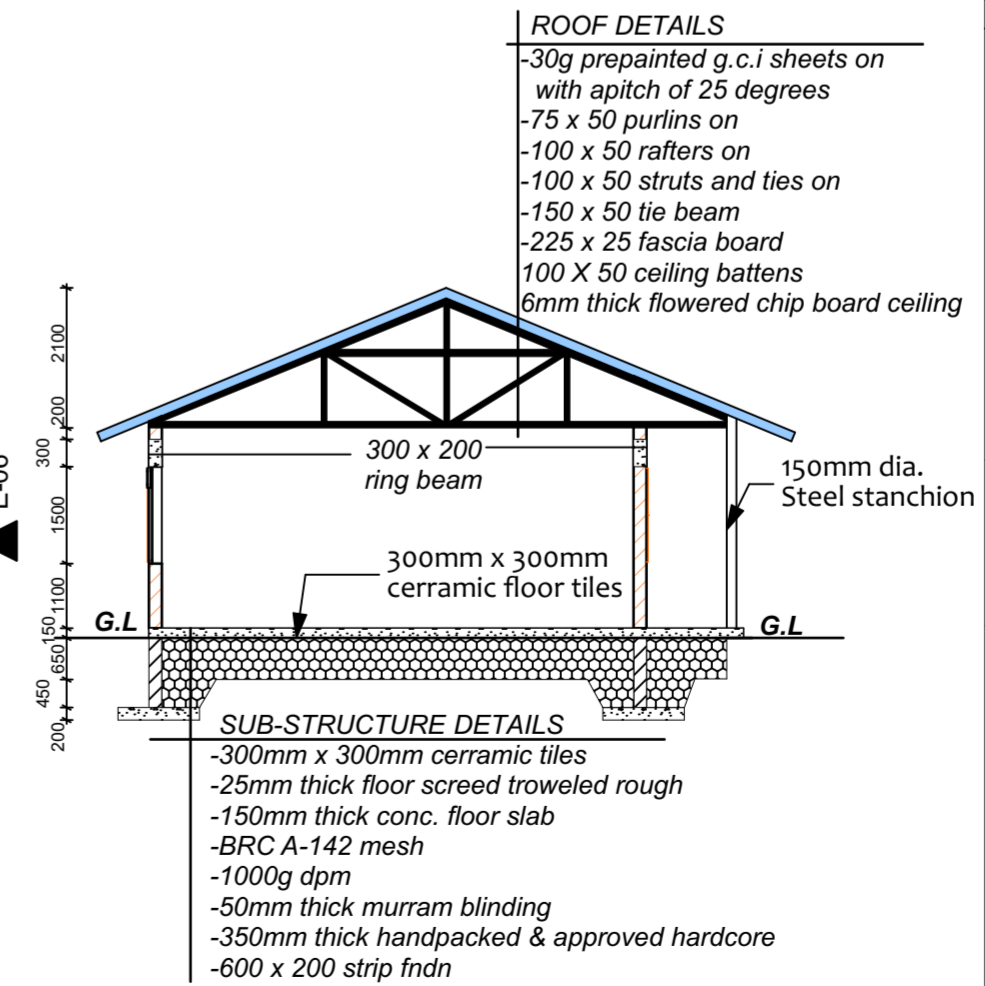 ROOF DETAILS
-30g prepainted g.c.i sheets on
with apitch of 25 degrees
-75 x 50 purlins on
-100 x 50 rafters on
-100 x 50 struts and ties on
-150 x 50 tie beam
-225 x 25 fascia board
100 X 50 ceiling battens
6mm thick flowered chip board ceiling
2100
200
300
1500
1100
150
650
450
200
300 x 200
ring beam
150mm dia.
Steel stanchion
300mm x 300mm
cerramic floor tiles
G.L
G.L
SUB-STRUCTURE DETAILS
-300mm x 300mm cerramic tiles
-25mm thick floor screed troweled rough
-150mm thick conc. floor slab
-BRC A-142 mesh
-1000g dpm
-50mm thick murram blinding
-350mm thick handpacked & approved hardcore
-600 x 200 strip fndn